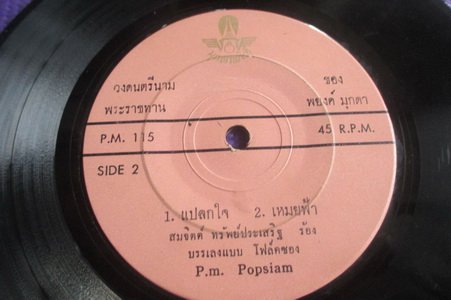 วงดนตรีนาม ของ
พระราชทาน พยงค์ มุกดา
P.M. 115 45 R.P.M.
SIDE 2
1. แปลกใจ 2. เหมยฟ้า
สมจิตต์ ทรัพย์ประเสริฐ ร้อง
บรรเลงแบบ โฟล์คซอง
P.m. Popsiam